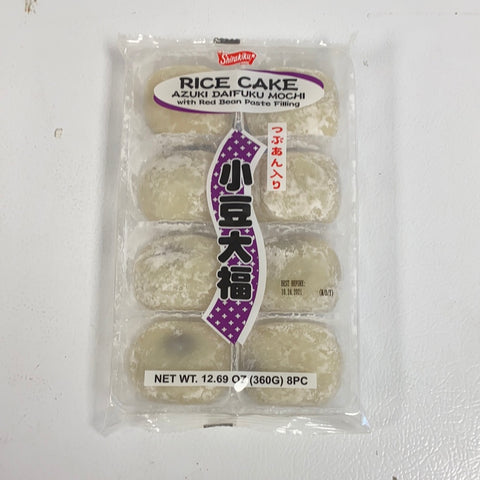 Shirakiku
RICE CAKE
AZUKI DAIFUKU MOCHI
with Red Bean Paste Filling
つぶあん入り
小豆大福
BEST BEFORE:
NET WT. 12.69 OZ (360G) 8PC